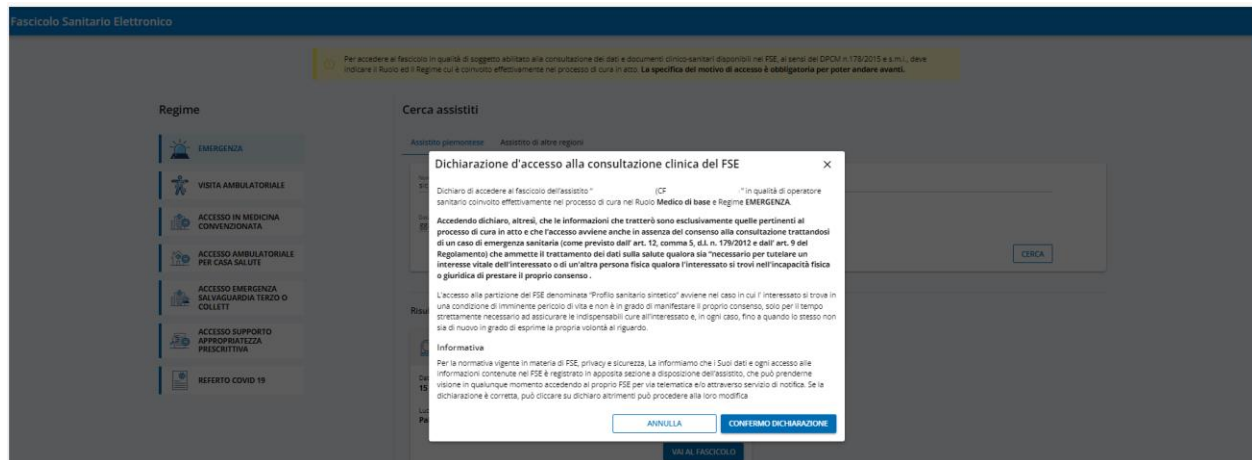 Fascicolo Sanitario Elettronico
Per accedere al fascicolo in qualità di soggetto abilitato alla consultazione dei dati e documenti clinico-sanitari disponibili nel FSE, ai sensi del DPCM n.178/2015 e s.m.i., deve
indicare il Ruolo ed il Regime cui è coinvolto effettivamente nel processo di cura in atto. La specifica del motivo di accesso è obbligatoria per poter andare avanti.
Regime
EMERGENZA
VISITA AMBULATORIALE
ACCESSO IN MEDICINA
CONVENZIONATA
ACCESSO AMBULATORIALE
PER CASA SALUTE
ACCESSO EMERGENZA
SALVAGUARDIA TERZO O
COLLETT
ACCESSO SUPPORTO
APPROPRIATEZZA
PRESCRITTIVA
REFERTO COVID 19
Cerca assistiti
Assistito piemontese Assistito di altre regioni
CERCA
Dichiarazione d'accesso alla consultazione clinica del FSE
Dichiaro di accedere al fascicolo dell'assistito " (CF " in qualità di operatore
sanitario coinvolto effettivamente nel processo di cura nel Ruolo Medico di base e Regime EMERGENZA
Accedendo dichiaro, altresì, che le informazioni che tratterò sono esclusivamente quelle pertinenti al
processo di cura in atto e che l'accesso avviene anche in assenza del consenso alla consultazione trattandosi
di un caso di emergenza sanitaria (come previsto dall' art. 12, comma 5, d.l. n. 179/2012 e dall' art. 9 del
Regolamento) che ammette il trattamento dei dati sulla salute qualora sia "necessario per tutelare un
interesse vitale dell'interessato o di un'altra persona fisica qualora l'interessato si trovi nell'incapacità fisica
o giuridica di prestare il proprio consenso .
L'accesso alla partizione del FSE denominata "Profilo sanitario sintetico" avviene nel caso in cui l' interessato si trova in
una condizione di imminente pericolo di vita e non è in grado di manifestare il proprio consenso, solo per il tempo
strettamente necessario ad assicurare le indispensabili cure all'interessato e, in ogni caso, fino a quando lo stesso non
sia di nuovo in grado di esprime la propria volontà al riguardo.
Informativa
Per la normativa vigente in materia di FSE, privacy e sicurezza, La informiamo che i Suoi dati e ogni accesso alle
informazioni contenute nel FSE è registrato in apposita sezione a disposizione dell'assistito, che può prenderne
visione in qualunque momento accedendo al proprio FSE per via telematica e/o attraverso servizio di notifica. Se la
dichiarazione è corretta, può cliccare su dichiaro altrimenti può procedere alla loro modifica
ANNULLA CONFERMO DICHIARAZIONE
VAI AL FASCICOLO